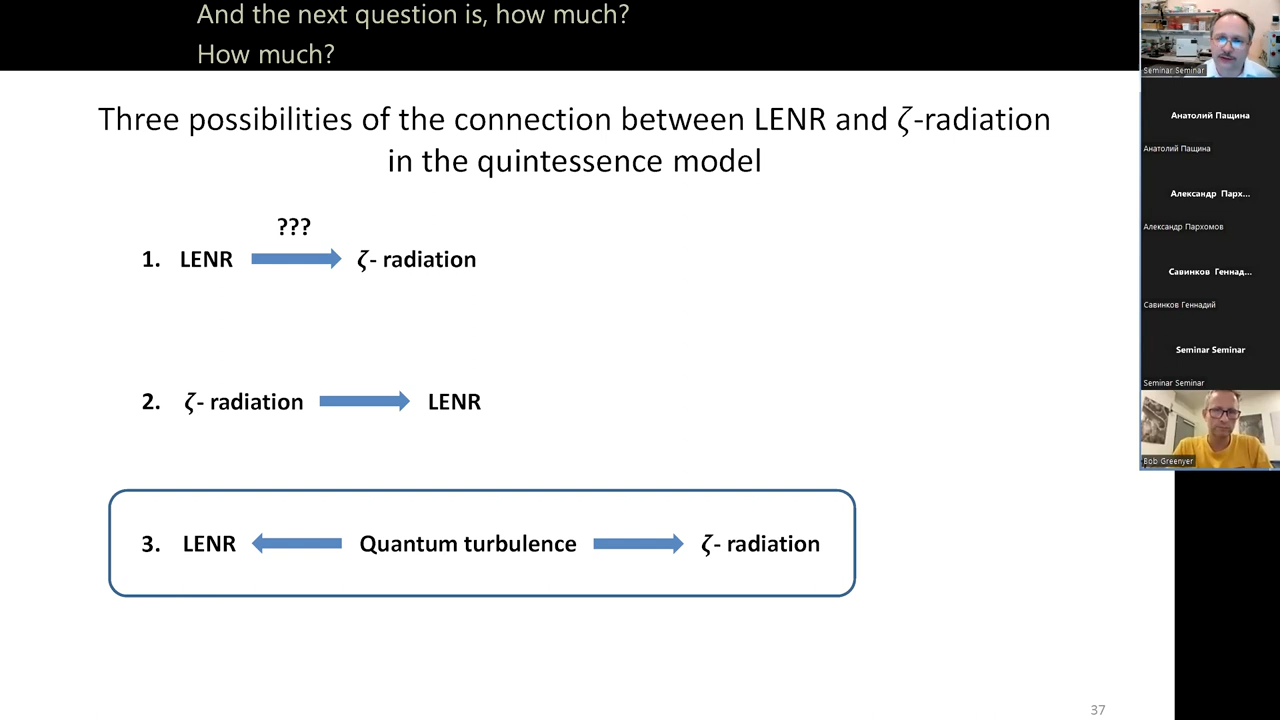 And the next question is, how much?
How much?
Three possibilities of the connection between LENR and ζ-radiation
in the quintessence model
???
1. LENR ζ- radiation
2. ζ- radiation LENR
3. LENR Quantum turbulence ζ- radiation
37
Seminar Seminar
Анатолий Пащина
Анатолий Пащина
Александр Парх...
Александр Пархомов
Савинков Геннад...
Савинков Геннадий
Seminar Seminar
Seminar Seminar
Bob Greenyer